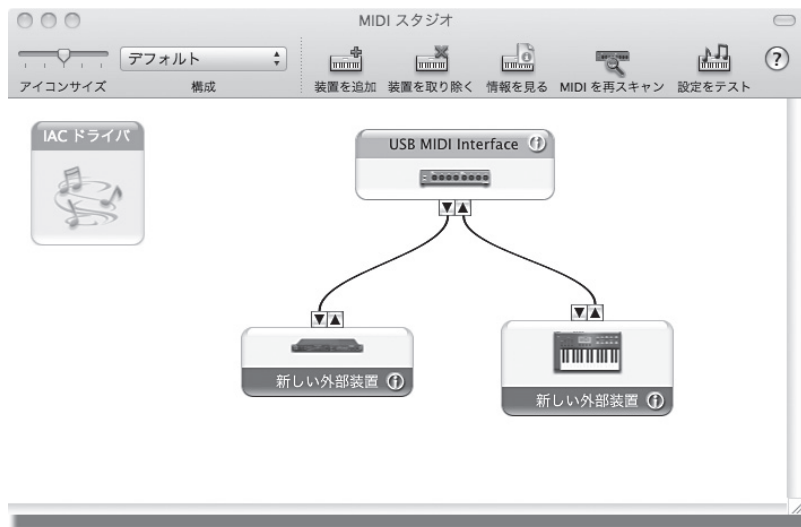 MIDI スタジオ
デフォルト
アイコンサイズ 構成 装置を追加 装置を取り除く 情報を見る MIDI を再スキャン 設定をテスト
?
IAC ドライバ
USB MIDI Interface
新しい外部装置
新しい外部装置